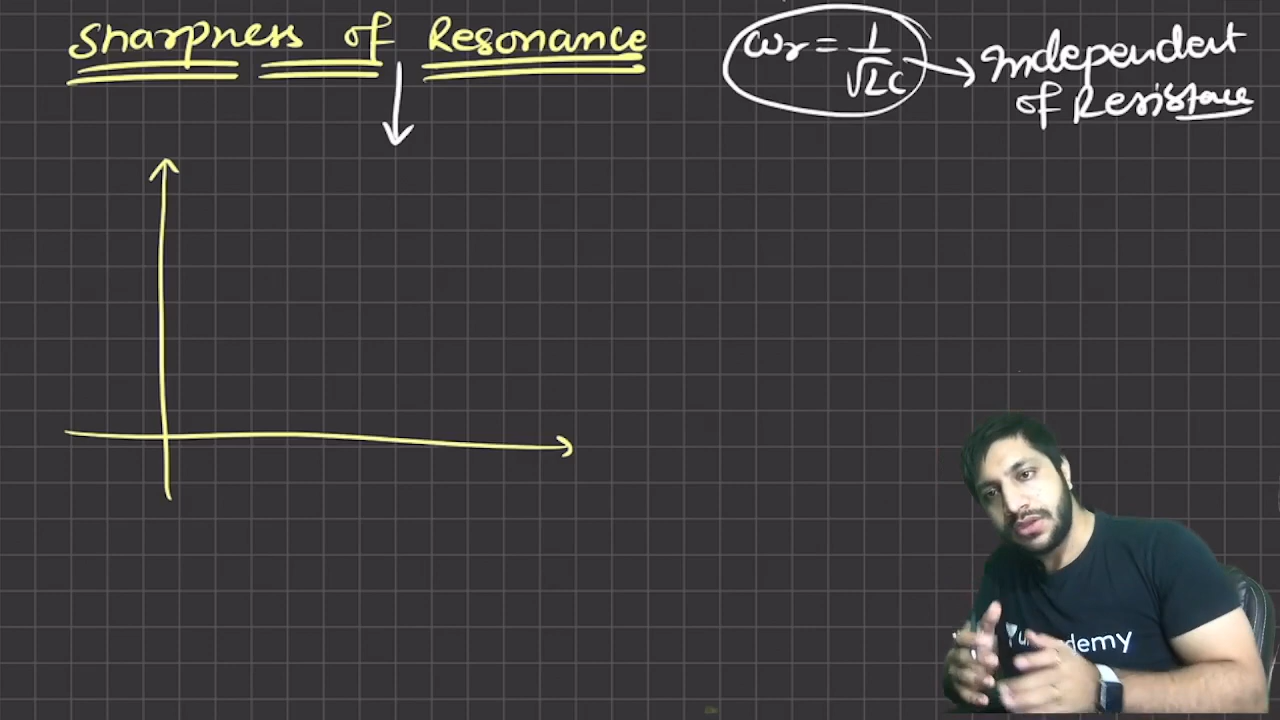 Sharpness of Resonance
ωr = 1/√LC → Independent
of Resistance